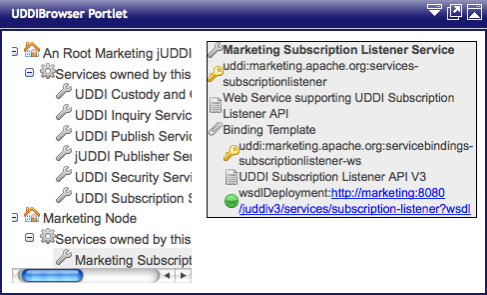 UDDIBrowser Portlet
An Root Marketing jUDDI
Services owned by this
UDDI Custody and
UDDI Inquiry Servic
UDDI Publish Servic
jUDDI Publisher Ser
UDDI Security Servi
UDDI Subscription S
Marketing Node
Services owned by this
Marketing Subscript
Marketing Subscription Listener Service
uddi:marketing.apache.org:services-
subscriptionlistener
Web Service supporting UDDI Subscription
Listener API
Binding Template
uddi:marketing.apache.org:servicebindings-
subscriptionlistener-ws
UDDI Subscription Listener API V3
wsdlDeployment:http://marketing:8080
/juddiv3/services/subscription-listener?wsdl